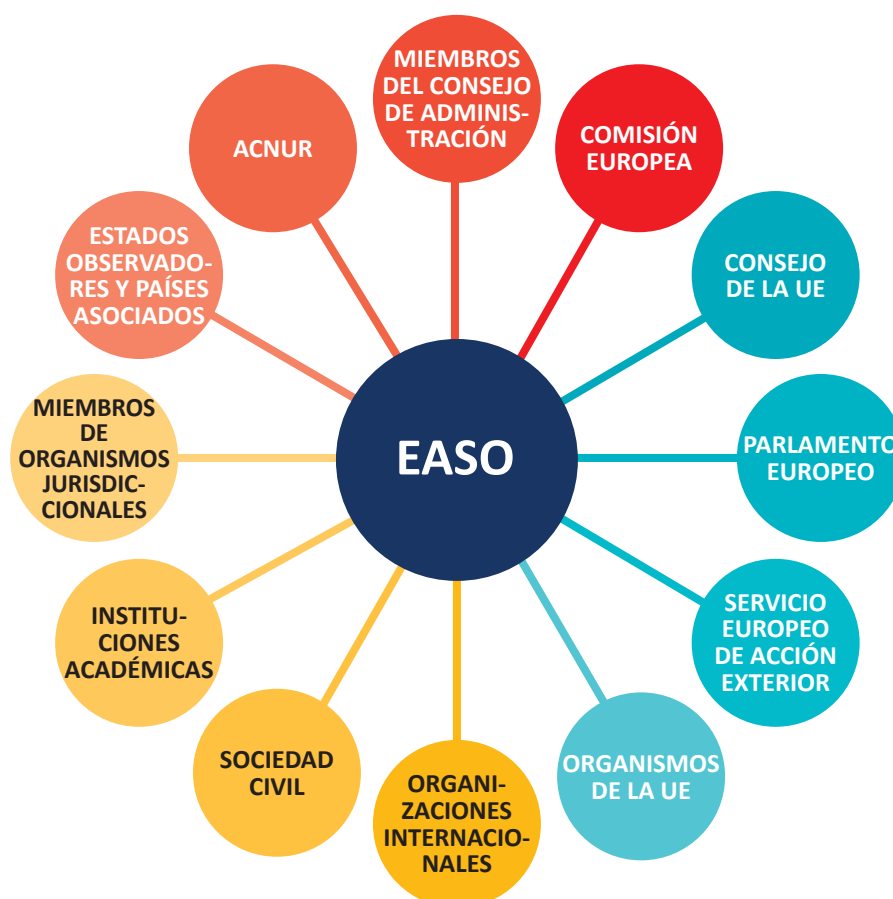 MIEMBROS
DEL CONSEJO
DE ADMINIS-
TRACIÓN
COMISIÓN
EUROPEA
CONSEJO
DE LA UE
PARLAMENTO
EUROPEO
SERVICIO
EUROPEO
DE ACCIÓN
EXTERIOR
ORGANISMOS
DE LA UE
ORGANI-
ZACIONES
INTERNACIO-
NALES
SOCIEDAD
CIVIL
INSTITU-
CIONES
ACADÉMICAS
MIEMBROS
DE
ORGANISMOS
JURISDIC-
CIONALES
ESTADOS
OBSERVADO-
RES Y PAÍSES
ASOCIADOS
ACNUR
EASO